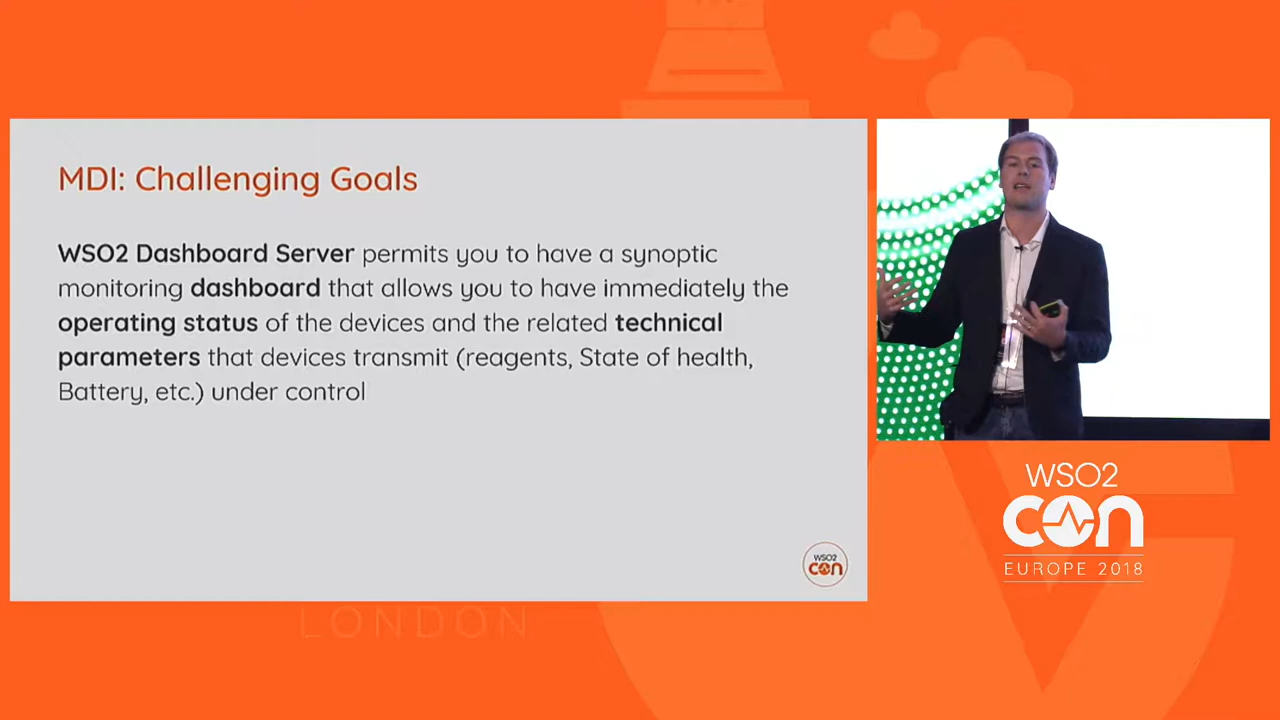 MDI: Challenging Goals
WSO2 Dashboard Server permits you to have a synoptic
monitoring dashboard that allows you to have immediately the
operating status of the devices and the related technical
parameters that devices transmit (reagents, State of health,
Battery, etc.) under control
WSO2
con
WSO2
con
EUROPE 2018
LONDON